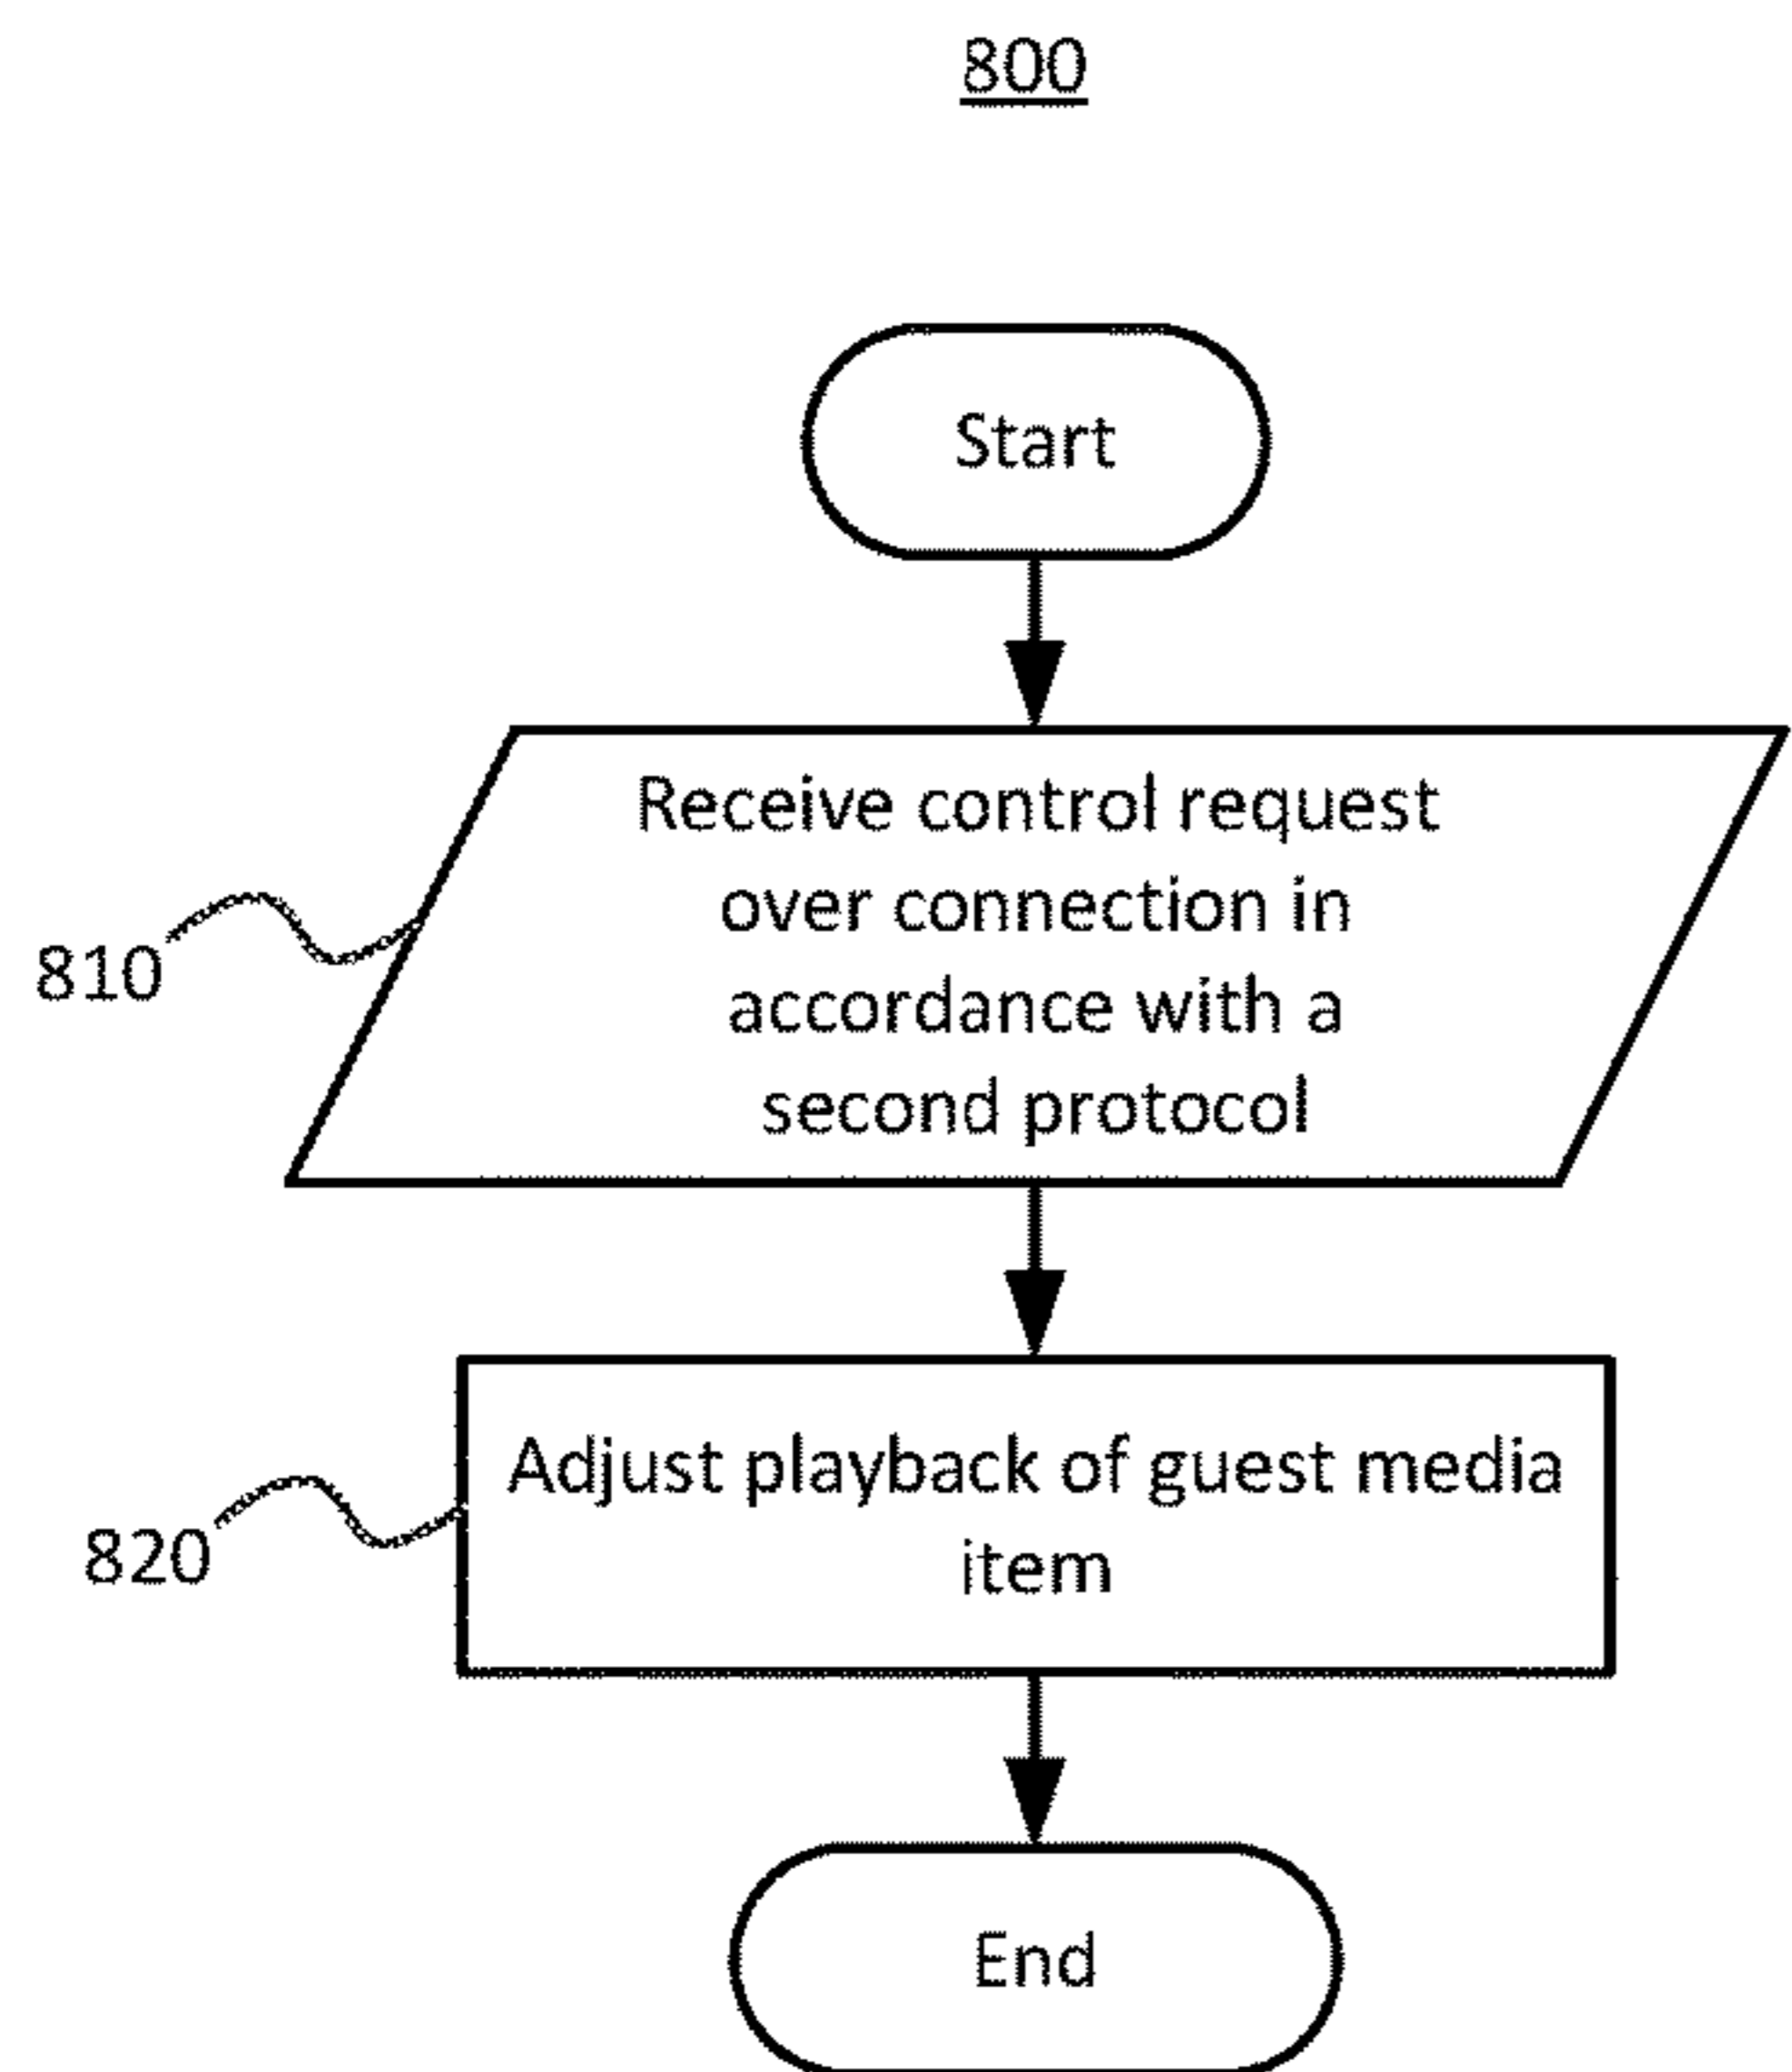 800
Start
Receive control request
over connection in
accordance with a
second protocol
810
Adjust playback of guest media
item
820
End